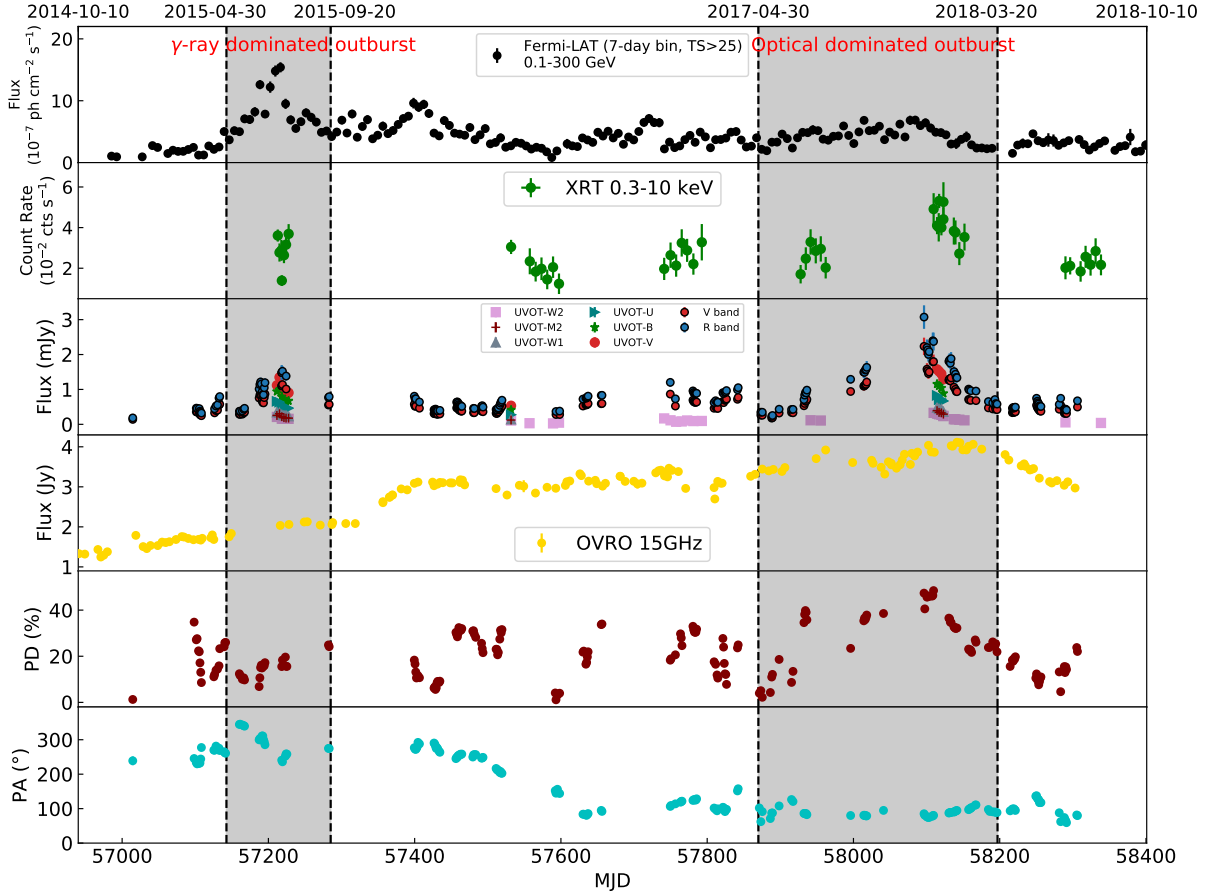 2014-10-10 2015-04-30 2015-09-20 2017-04-30 2018-03-20 2018-10-10
γ-ray dominated outburst
Optical dominated outburst
Fermi-LAT (7-day bin, TS>25)
0.1-300 GeV
Flux
(10⁻⁷ ph cm⁻² s⁻¹)
20
10
0
XRT 0.3-10 keV
Count Rate
(10⁻² cts s⁻¹)
6
4
2
UVOT-W2 UVOT-U V band
UVOT-M2 UVOT-B R band
UVOT-W1 UVOT-V
Flux (mJy)
3
2
1
0
Flux (Jy)
4
3
2
1
OVRO 15GHz
PD (%)
40
20
0
PA (°)
300
200
100
0
57000 57200 57400 57600 57800 58000 58200 58400
MJD